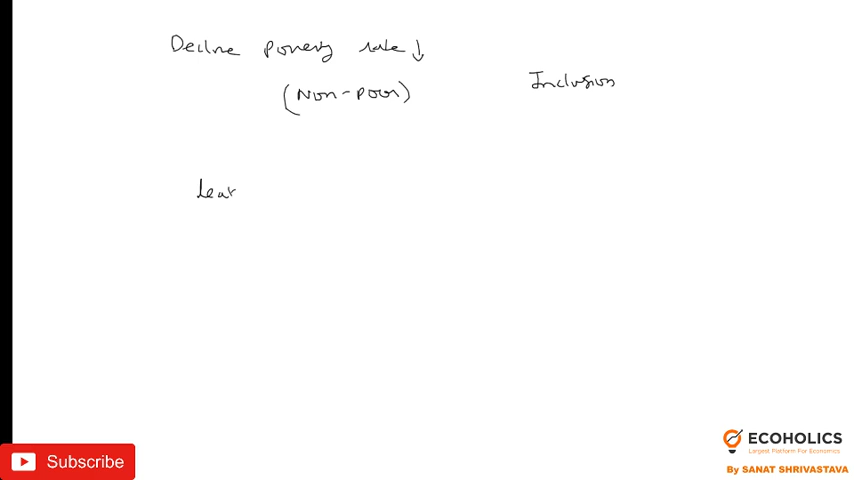 Decline poverty rate ↓
(Non-poor)
Inclusion
lear
Subscribe
ECOHOLICS
Largest Platform For Economics
By SANAT SHRIVASTAVA